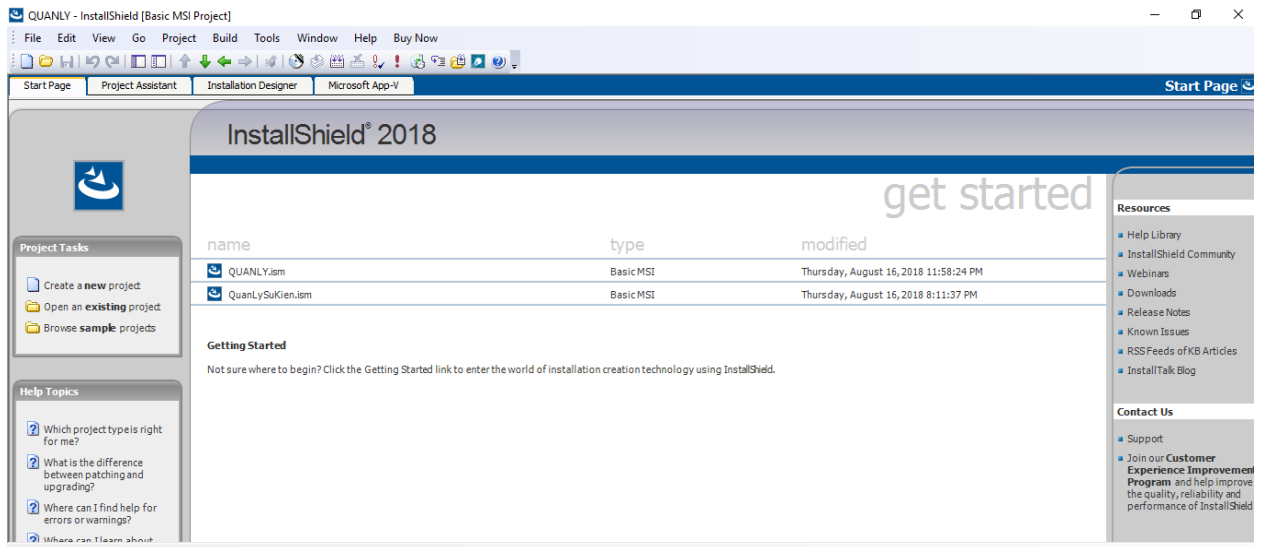 QUANLY - InstallShield [Basic MSI Project]
File Edit View Go Project Build Tools Window Help Buy Now
Start Page Project Assistant Installation Designer Microsoft App-V Start Page
InstallShield® 2018
get started
Project Tasks
Create a new project
Open an existing project
Browse sample projects
Help Topics
Which project type is right
for me?
What is the difference
between patching and
upgrading?
Where can I find help for
errors or warnings?
Where can I learn about
name type modified
QUANLY.ism Basic MSI Thursday, August 16, 2018 11:58:24 PM
QuanLySuKien.ism Basic MSI Thursday, August 16, 2018 8:11:37 PM
Getting Started
Not sure where to begin? Click the Getting Started link to enter the world of installation creation technology using InstallShield.
Resources
Help Library
InstallShield Community
Webinars
Downloads
Release Notes
Known Issues
RSS Feeds of KB Articles
InstallTalk Blog
Contact Us
Support
Join our Customer
Experience Improvement
Program and help improve
the quality, reliability and
performance of InstallShield